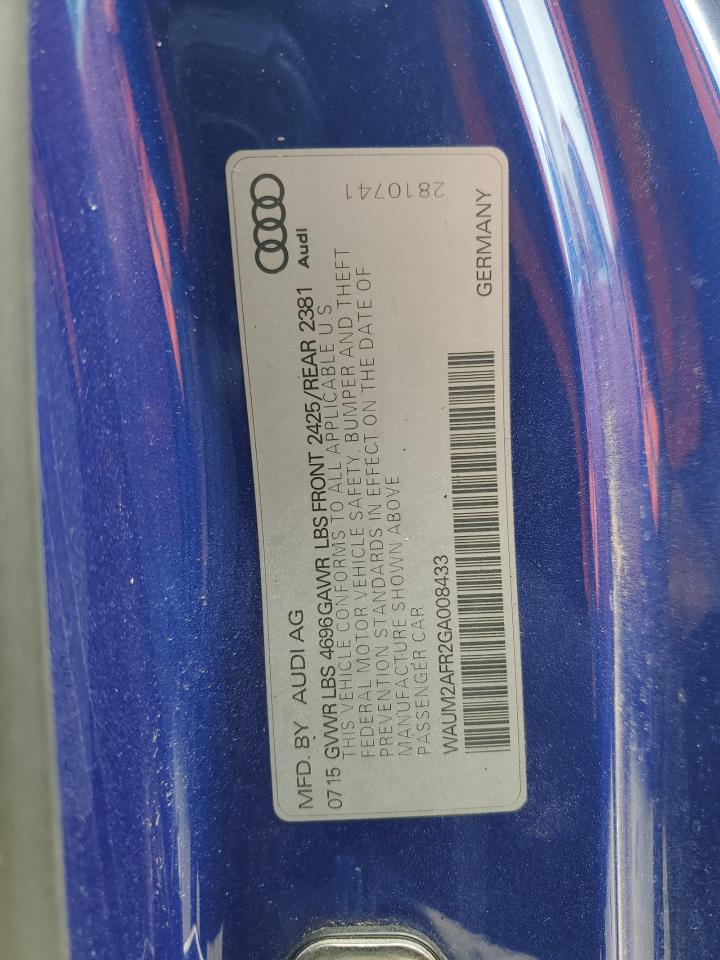 MFD. BY AUDI AG
Audi
0715 GVWR LBS 4696 GAWR LBS FRONT 2425/REAR 2381
THIS VEHICLE CONFORMS TO ALL APPLICABLE U.S.
FEDERAL MOTOR VEHICLE SAFETY, BUMPER AND THEFT
PREVENTION STANDARDS IN EFFECT ON THE DATE OF
MANUFACTURE SHOWN ABOVE
PASSENGER CAR
2810741
WAUM2AFR2GA008433
GERMANY